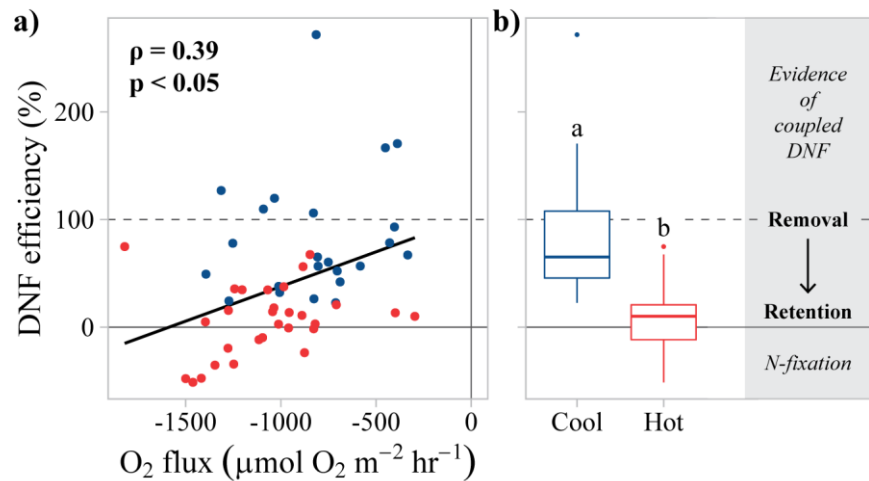 a)
ρ = 0.39
p < 0.05
DNF efficiency (%)
200
100
0
-1500 -1000 -500 0
O₂ flux (μmol O₂ m⁻² hr⁻¹)
b)
a
b
Cool Hot
Evidence
of
coupled
DNF
Removal
Retention
N-fixation